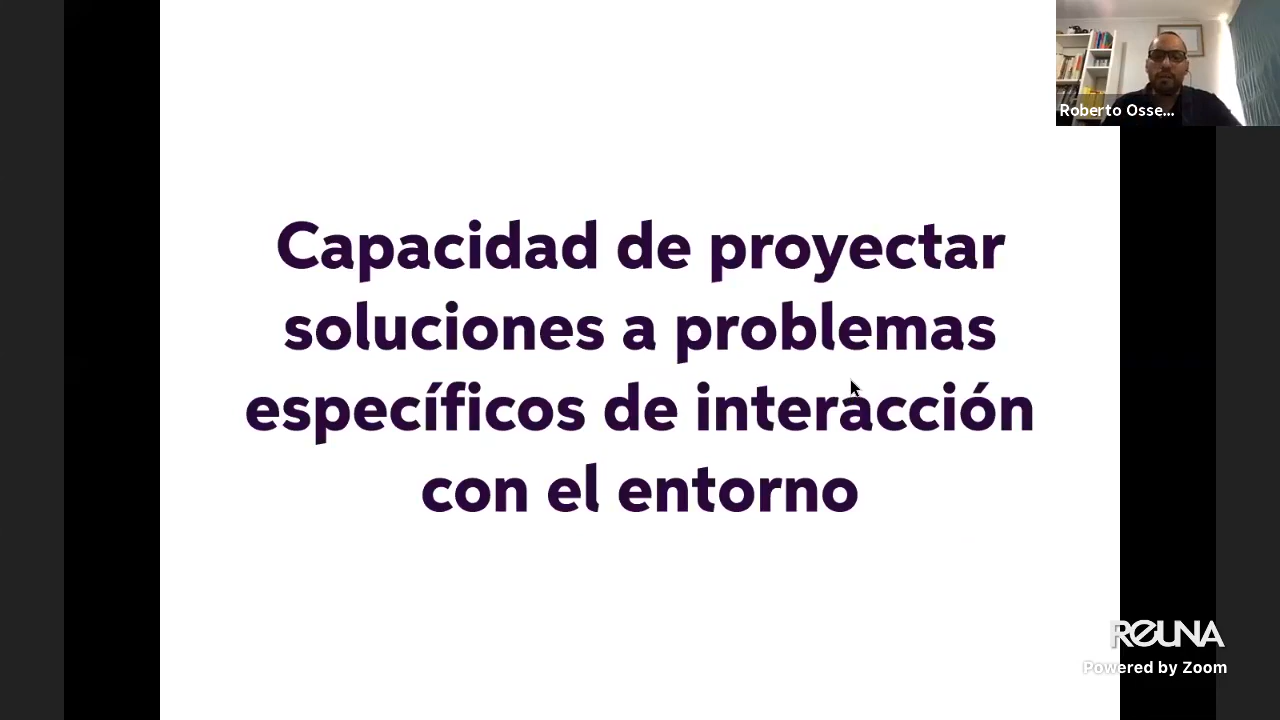 Roberto Osse...
Capacidad de proyectar
soluciones a problemas
específicos de interacción
con el entorno
REUNA
Powered by Zoom